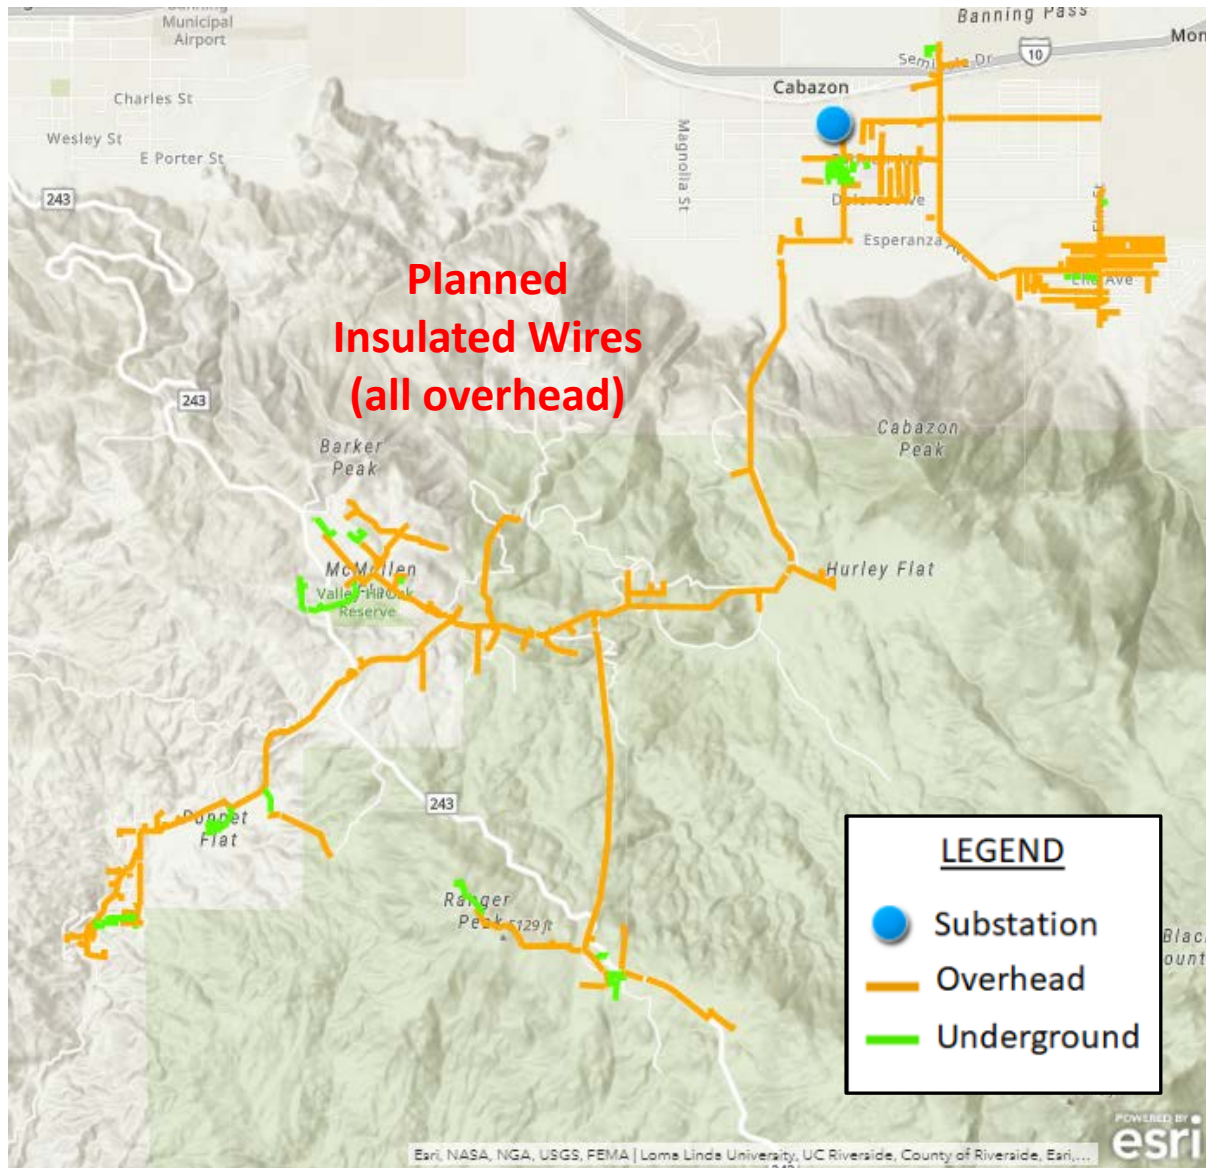 Banning Pass
Municipal
Airport
Mon
10
Cabazon
Charles St
Wesley St
E Porter St
Magnolia St
243
Esperanza Ave
Planned
Insulated Wires
(all overhead)
243
Barker
Peak
Cabazon
Peak
Hurley Flat
Reserve
243
Flat
Ranger
Peak 5129 ft
LEGEND
Substation
Overhead
Underground
Blac
ount
POWERED BY
esri
Esri, NASA, NGA, USGS, FEMA | Loma Linda University, UC Riverside, County of Riverside, Esri,...